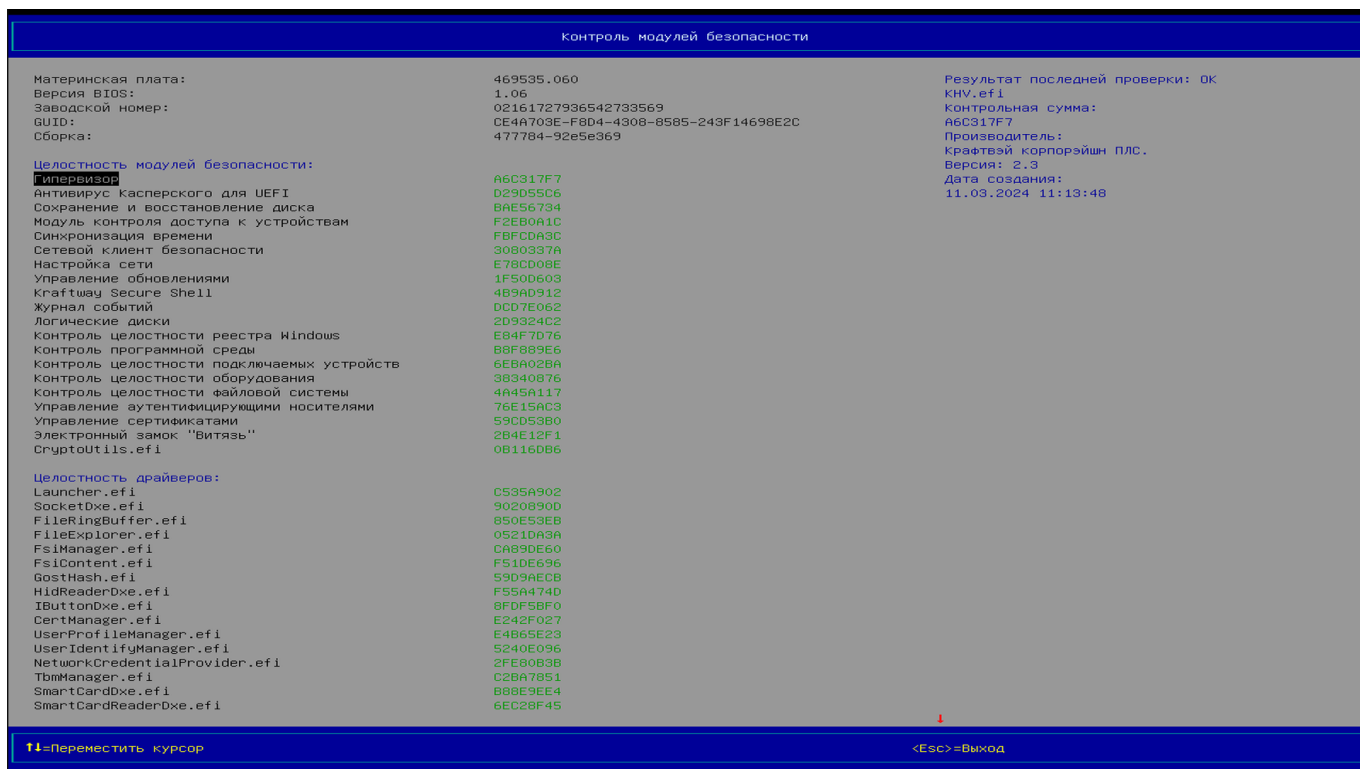 Контроль модулей безопасности
Материнская плата: 469535.060
Версия BIOS: 1.06
Заводской номер: 02161727936542733569
GUID: CE4A703E-F8D4-4308-8585-243F14698E2C
Сборка: 477784-92e5e369
Целостность модулей безопасности:
Гипервизор A6C317F7
Антивирус Касперского для UEFI D29D55C6
Сохранение и восстановление диска BAE56734
Модуль контроля доступа к устройствам F2EB0A1C
Синхронизация времени FBFCDA3C
Сетевой клиент безопасности 3080337A
Настройка сети E78CD08E
Управление обновлениями 1F50D603
Kraftway Secure Shell 4B9AD912
Журнал событий DCD7E062
Логические диски 2D9324C2
Контроль целостности реестра Windows E84F7D76
Контроль программной среды B8F889E6
Контроль целостности подключаемых устройств 6EBA02BA
Контроль целостности оборудования 38340876
Контроль целостности файловой системы 4A45A117
Управление аутентифицирующими носителями 76E15AC3
Управление сертификатами 59CD53B0
Электронный замок "Витязь" 2B4E12F1
CryptoUtils.efi 0B116DB6
Целостность драйверов:
Launcher.efi C535A902
SocketDxe.efi 9020890D
FileRingBuffer.efi 850E53EB
FileExplorer.efi 0521DA3A
FsiManager.efi CA89DE60
FsiContent.efi F51DE696
GostHash.efi 59D9AECB
HidReaderDxe.efi F55A474D
IButtonDxe.efi 8FDF5BF0
CertManager.efi E242F027
UserProfileManager.efi E4B65E23
UserIdentifyManager.efi 5240E096
NetworkCredentialProvider.efi 2FE80B3B
TbmManager.efi C2BA7851
SmartCardDxe.efi B88E9EE4
SmartCardReaderDxe.efi 6EC28F45
Результат последней проверки: OK
KHV.efi
Контрольная сумма:
A6C317F7
Производитель:
Крафтвэй корпорэйшн ПЛС.
Версия: 2.3
Дата создания:
11.03.2024 11:13:48
↓
↑↓=Переместить курсор <Esc>=Выход